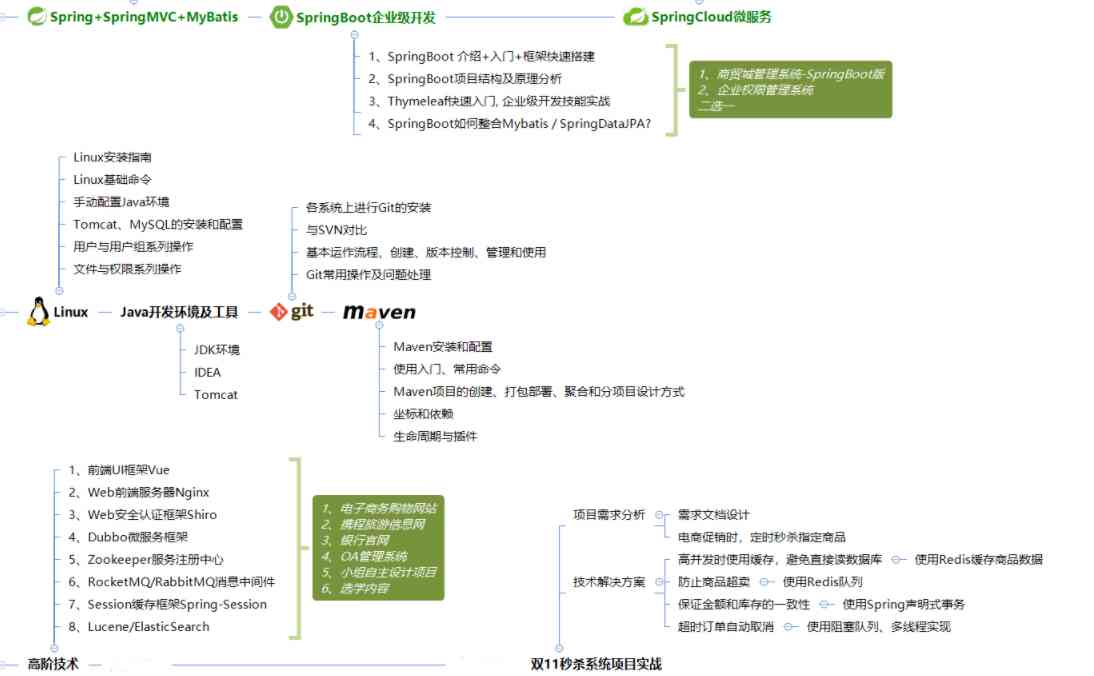 Spring+SpringMVC+MyBatis
SpringBoot企业级开发
SpringCloud微服务
1、SpringBoot 介绍+入门+框架快速搭建
2、SpringBoot项目结构及原理分析
3、Thymeleaf快速入门, 企业级开发技能实战
4、SpringBoot如何整合Mybatis / SpringDataJPA?
1、商贸城管理系统-SpringBoot版
2、企业权限管理系统
二选一
Linux安装指南
Linux基础命令
手动配置Java环境
Tomcat、MySQL的安装和配置
用户与用户组系列操作
文件与权限系列操作
各系统上进行Git的安装
与SVN对比
基本运作流程、创建、版本控制、管理和使用
Git常用操作及问题处理
Linux
Java开发环境及工具
git
maven
JDK环境
IDEA
Tomcat
Maven安装和配置
使用入门、常用命令
Maven项目的创建、打包部署、聚合和分项目设计方式
坐标和依赖
生命周期与插件
1、前端UI框架Vue
2、Web前端服务器Nginx
3、Web安全认证框架Shiro
4、Dubbo微服务框架
5、Zookeeper服务注册中心
6、RocketMQ/RabbitMQ消息中间件
7、Session缓存框架Spring-Session
8、Lucene/ElasticSearch
1、电子商务购物网站
2、携程旅游信息网
3、银行官网
4、OA管理系统
5、小组自主设计项目
6、选学内容
高阶技术
项目需求分析
需求文档设计
电商促销时，定时秒杀指定商品
技术解决方案
高并发时使用缓存，避免直接读数据库
使用Redis缓存商品数据
防止商品超卖
使用Redis队列
保证金额和库存的一致性
使用Spring声明式事务
超时订单自动取消
使用阻塞队列、多线程实现
双11秒杀系统项目实战